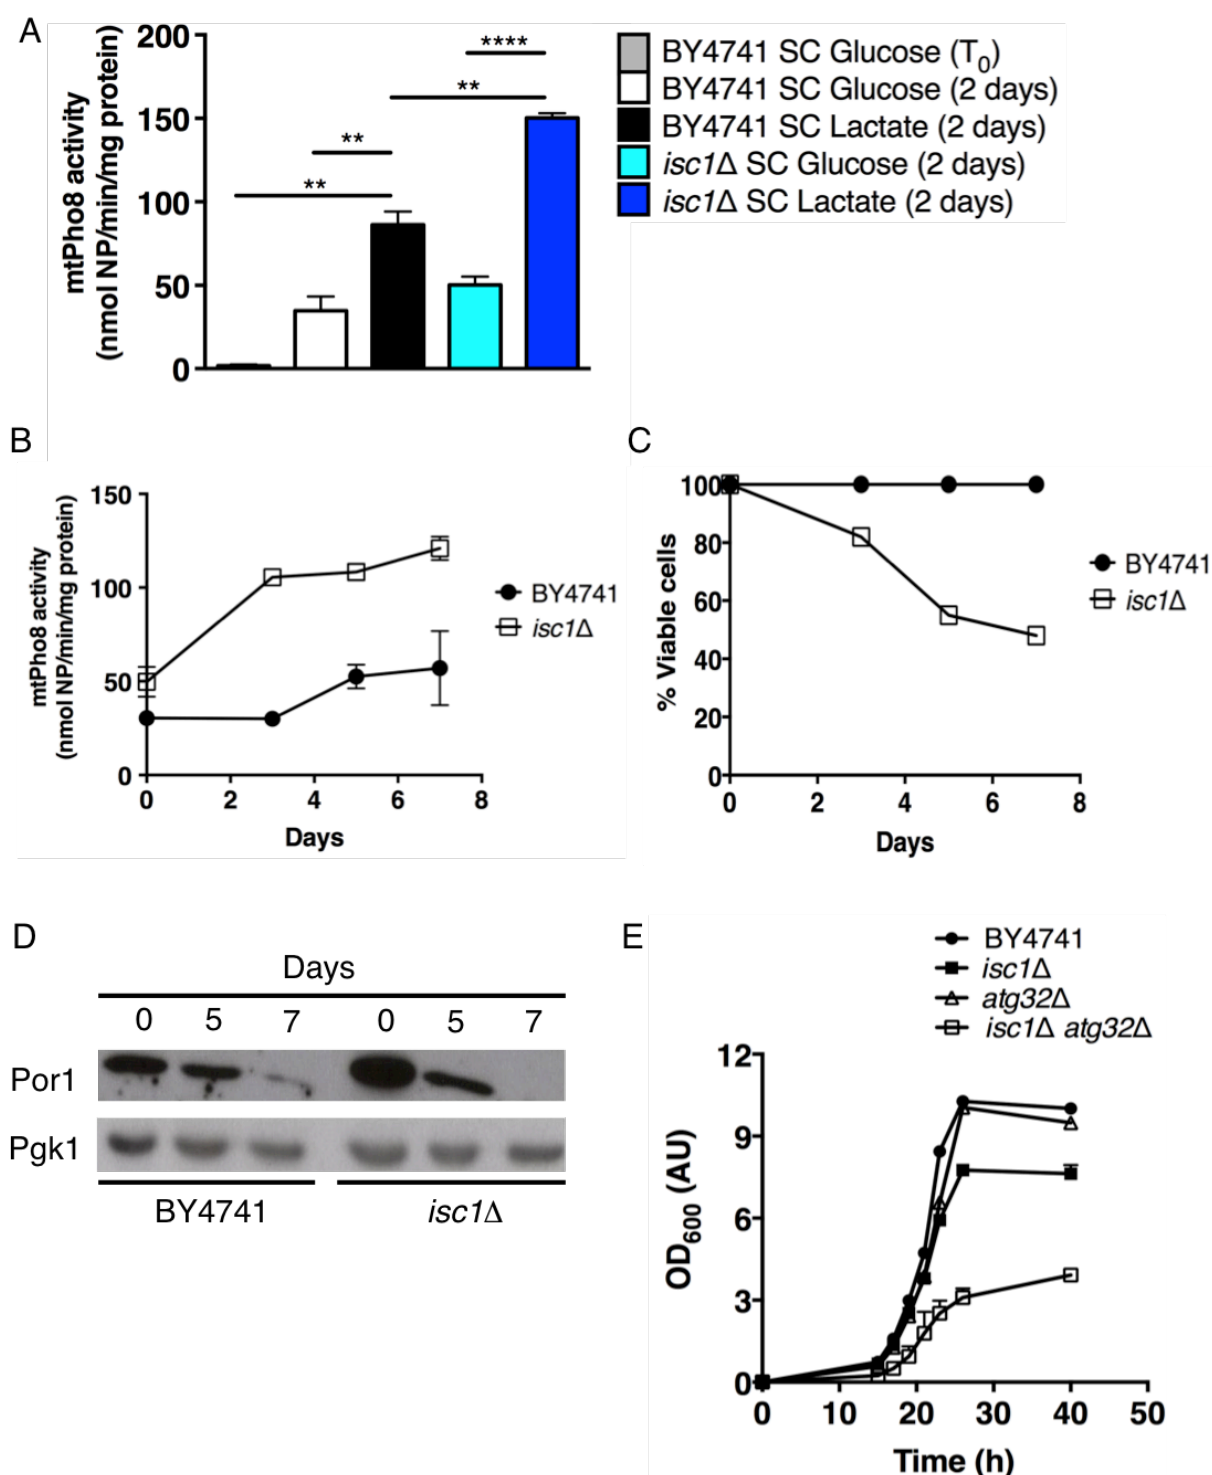 A
mtPho8 activity
(nmol NP/min/mg protein)
200
150
100
50
0
****
**
**
**
BY4741 SC Glucose (T0)
BY4741 SC Glucose (2 days)
BY4741 SC Lactate (2 days)
isc1Δ SC Glucose (2 days)
isc1Δ SC Lactate (2 days)
B
mtPho8 activity
(nmol NP/min/mg protein)
150
100
50
0
0 2 4 6 8
Days
BY4741
isc1Δ
C
% Viable cells
100
80
60
40
20
0
0 2 4 6 8
Days
BY4741
isc1Δ
D
Days
0 5 7 0 5 7
Por1
Pgk1
BY4741 isc1Δ
E
BY4741
isc1Δ
atg32Δ
isc1Δ atg32Δ
OD600 (AU)
12
9
6
3
0
0 10 20 30 40 50
Time (h)